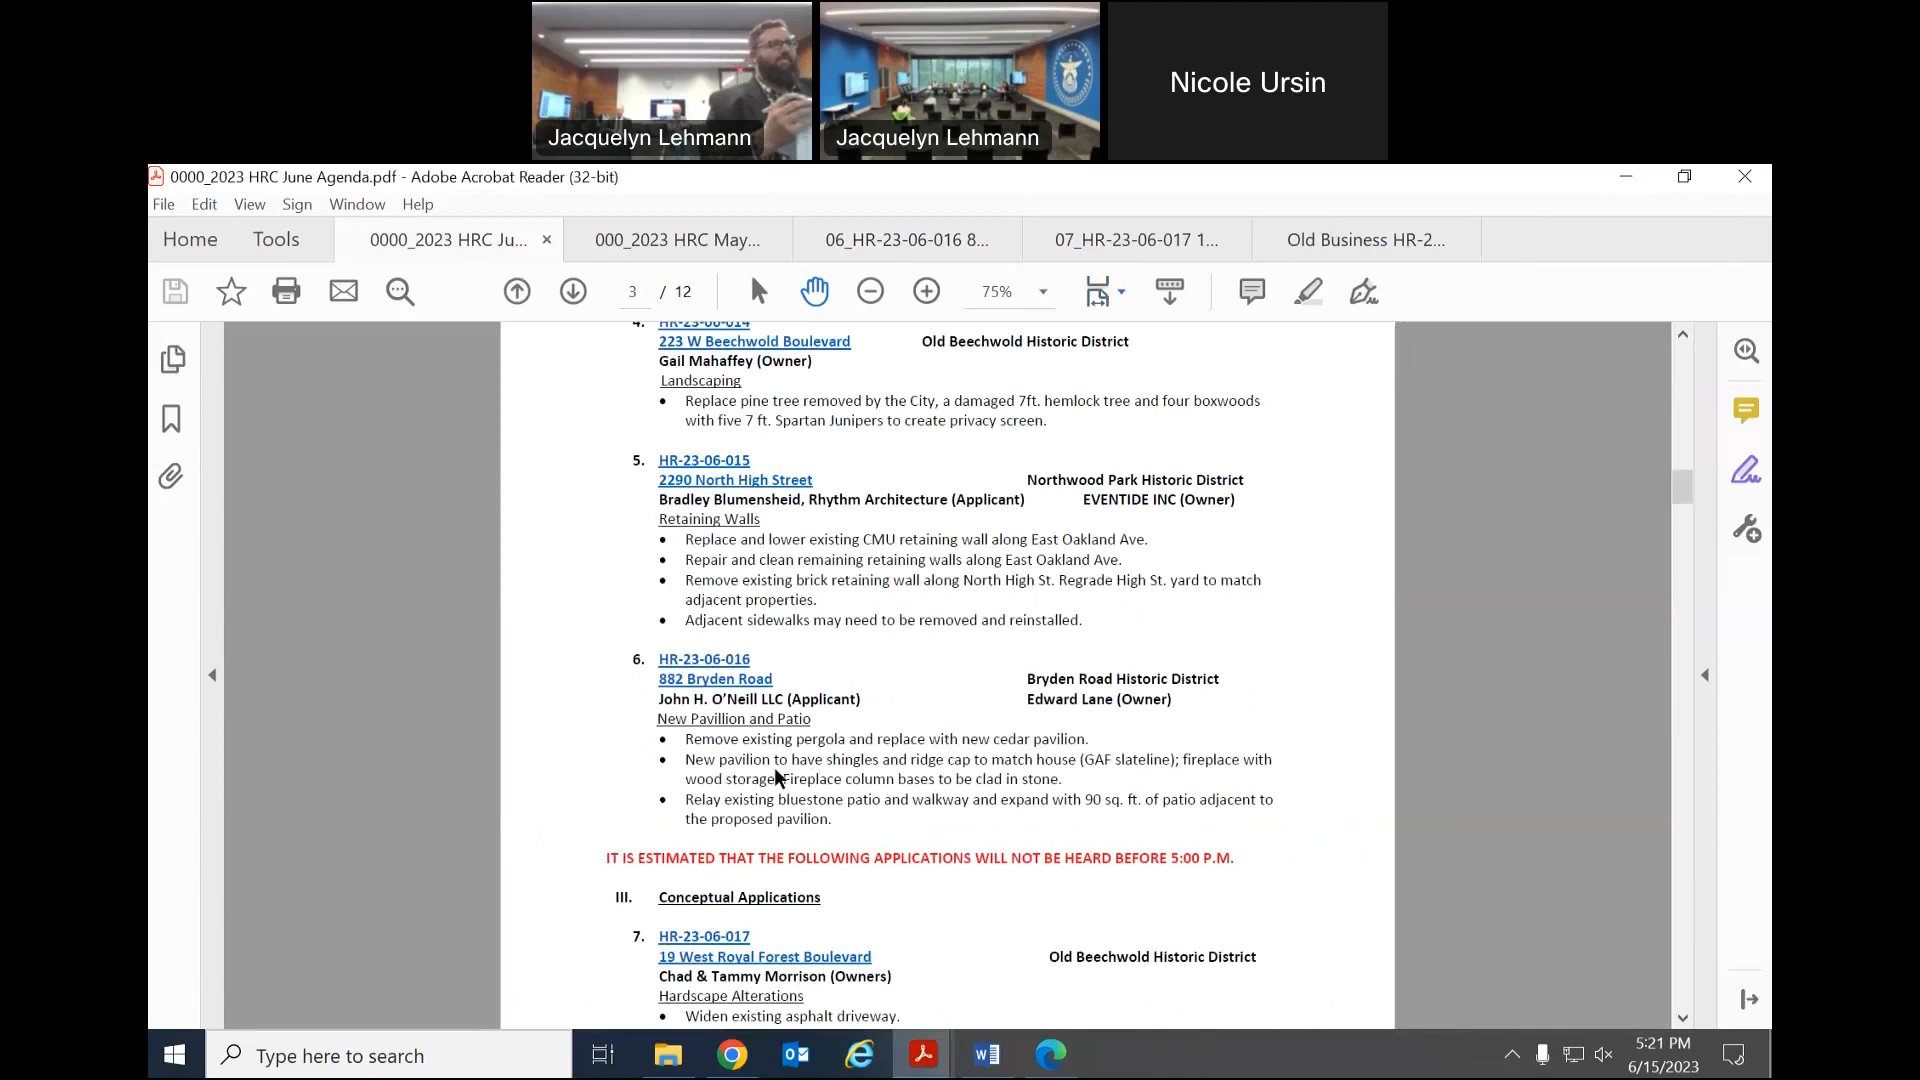 Jacquelyn Lehmann
Jacquelyn Lehmann
Nicole Ursin
0000_2023 HRC June Agenda.pdf - Adobe Acrobat Reader (32-bit)
File Edit View Sign Window Help
Home Tools 0000_2023 HRC Ju... × 000_2023 HRC May... 06_HR-23-06-016 8... 07_HR-23-06-017 1... Old Business HR-2...
3 / 12 75%
4. HR-23-06-014
223 W Beechwold Boulevard Old Beechwold Historic District
Gail Mahaffey (Owner)
Landscaping
• Replace pine tree removed by the City, a damaged 7ft. hemlock tree and four boxwoods
with five 7 ft. Spartan Junipers to create privacy screen.
5. HR-23-06-015
2290 North High Street Northwood Park Historic District
Bradley Blumensheid, Rhythm Architecture (Applicant) EVENTIDE INC (Owner)
Retaining Walls
• Replace and lower existing CMU retaining wall along East Oakland Ave.
• Repair and clean remaining retaining walls along East Oakland Ave.
• Remove existing brick retaining wall along North High St. Regrade High St. yard to match
adjacent properties.
• Adjacent sidewalks may need to be removed and reinstalled.
6. HR-23-06-016
882 Bryden Road Bryden Road Historic District
John H. O’Neill LLC (Applicant) Edward Lane (Owner)
New Pavillion and Patio
• Remove existing pergola and replace with new cedar pavilion.
• New pavilion to have shingles and ridge cap to match house (GAF slateline); fireplace with
wood storage. Fireplace column bases to be clad in stone.
• Relay existing bluestone patio and walkway and expand with 90 sq. ft. of patio adjacent to
the proposed pavilion.
IT IS ESTIMATED THAT THE FOLLOWING APPLICATIONS WILL NOT BE HEARD BEFORE 5:00 P.M.
III. Conceptual Applications
7. HR-23-06-017
19 West Royal Forest Boulevard Old Beechwold Historic District
Chad & Tammy Morrison (Owners)
Hardscape Alterations
• Widen existing asphalt driveway.
Type here to search
5:21 PM
6/15/2023